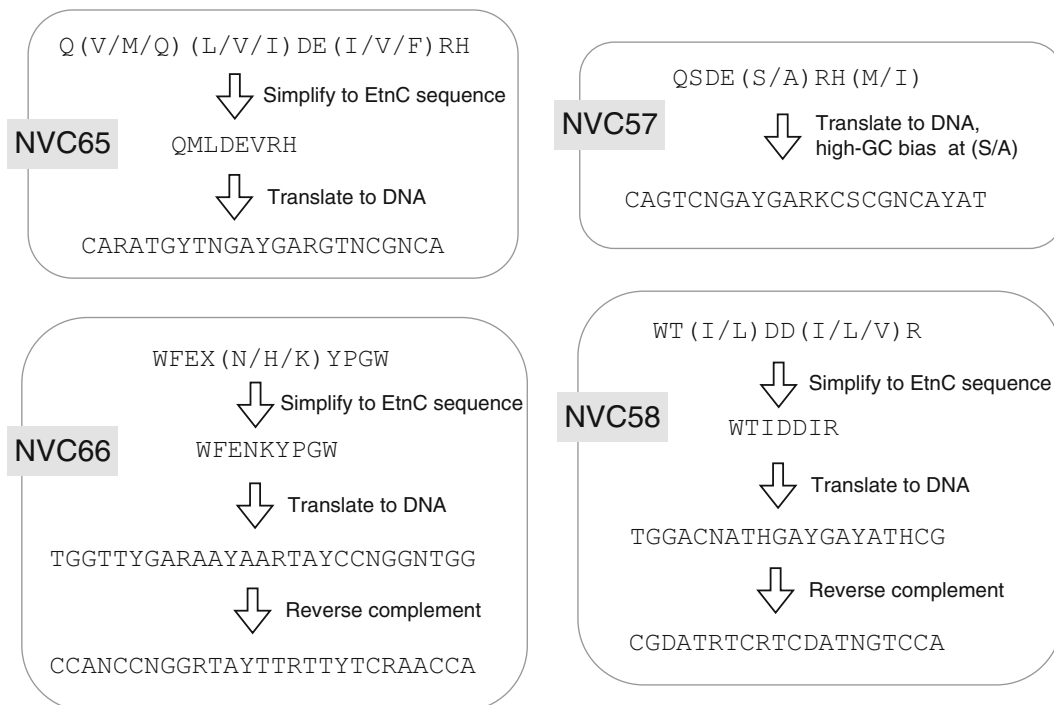 Q(V/M/Q)(L/V/I)DE(I/V/F)RH
Simplify to EtnC sequence
NVC65
QMLDEVRH
Translate to DNA
CARATGYTNGAYGARGTNCGNCA
QSDE(S/A)RH(M/I)
NVC57
Translate to DNA,
high-GC bias at (S/A)
CAGTCNGAYGARKCSCGNCAYAT
WFEX(N/H/K)YPGW
Simplify to EtnC sequence
NVC66
WFENKYPGW
Translate to DNA
TGGTTYGARAAYAARTAYCCNGGNTGG
Reverse complement
CCANCCNGGRTAYTTRTTYTCRAACCA
WT(I/L)DD(I/L/V)R
Simplify to EtnC sequence
NVC58
WTIDDIR
Translate to DNA
TGGACNATHGAYGAYATHCG
Reverse complement
CGDATRTCRTCDATNGTCCA